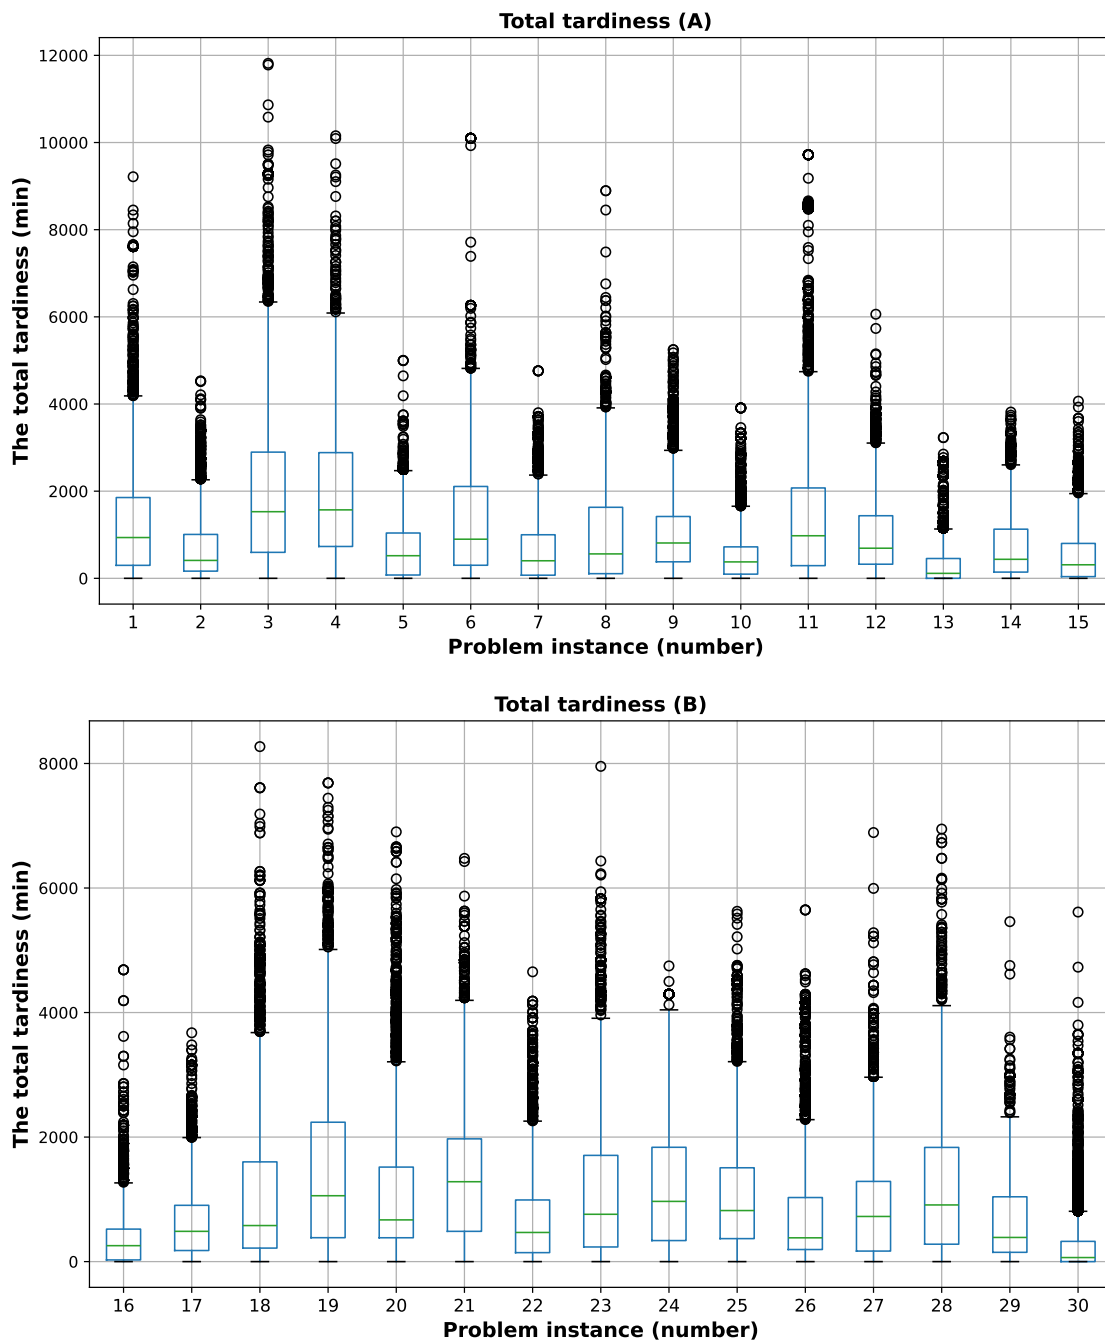 Total tardiness (A)
The total tardiness (min)
12000
10000
8000
6000
4000
2000
0
1 2 3 4 5 6 7 8 9 10 11 12 13 14 15
Problem instance (number)
Total tardiness (B)
The total tardiness (min)
8000
6000
4000
2000
0
16 17 18 19 20 21 22 23 24 25 26 27 28 29 30
Problem instance (number)